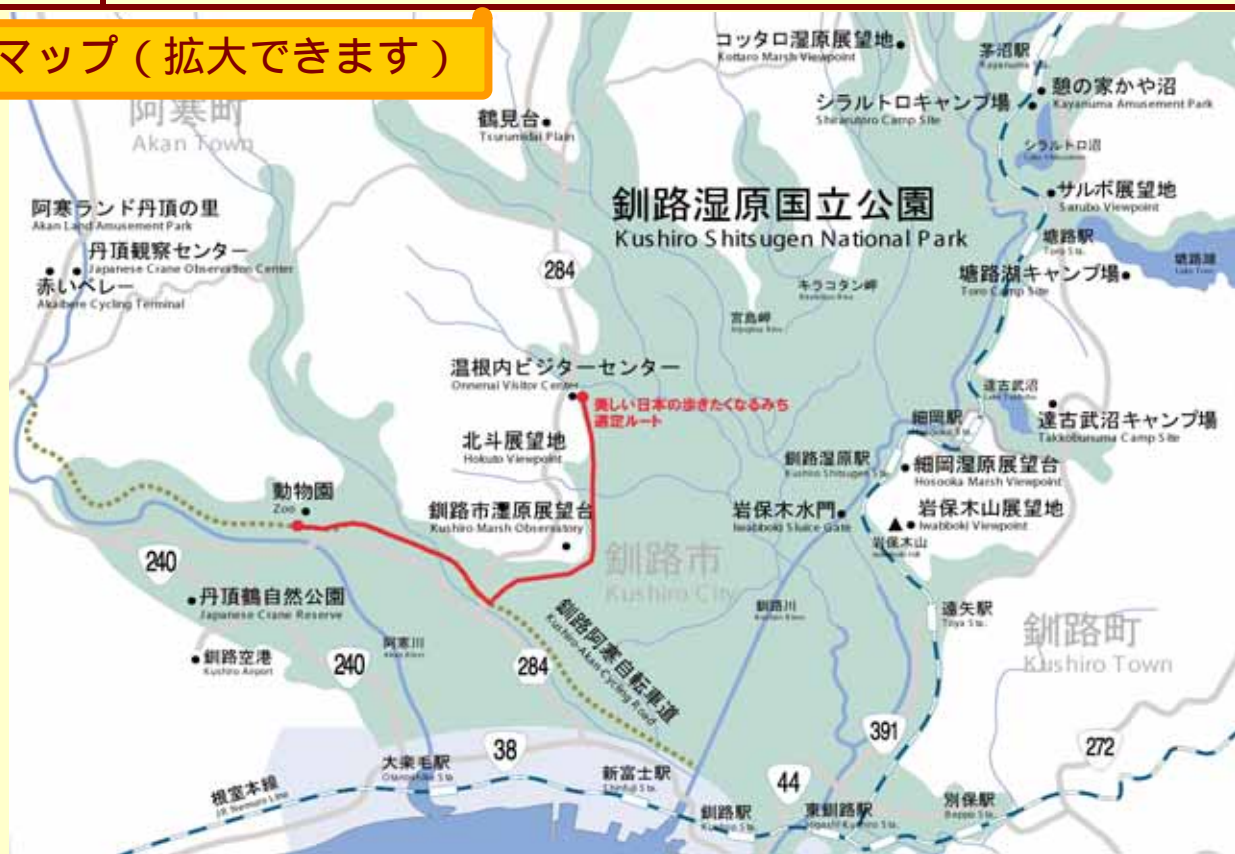 マップ（拡大できます）
阿寒町
Akan Town
コッタロ湿原展望地
Kottaro Marsh Viewpoint
茅沼駅
Kayanuma Sta.
憩の家かや沼
Kayanuma Amusement Park
シラルトロキャンプ場
Shirarutoro Camp Site
シラルトロ沼
鶴見台
Tsurumidai Plain
釧路湿原国立公園
Kushiro Shitsugen National Park
サルボ展望地
Sarubo Viewpoint
塘路駅
Toro Sta.
塘路湖
Lake Toro
塘路湖キャンプ場
Toro Camp Site
阿寒ランド丹頂の里
Akan Land Amusement Park
丹頂観察センター
Japanese Crane Observation Center
赤いベレー
Akaibere Cycling Terminal
284
キラコタン岬
宮島岬
温根内ビジターセンター
Onnenai Visitor Center
美しい日本の歩きたくなるみち
選定ルート
達古武沼
達古武沼キャンプ場
Takkobunuma Camp Site
細岡駅
北斗展望地
Hokuto Viewpoint
釧路湿原駅
Kushiro Shitsugen Sta.
細岡湿原展望台
Hosooka Marsh Viewpoint
動物園
Zoo
釧路市湿原展望台
Kushiro Marsh Observatory
岩保木水門
Iwabboki Sluice Gate
岩保木山展望地
Iwabboki Viewpoint
岩保木山
240
釧路市
Kushiro City
丹頂鶴自然公園
Japanese Crane Reserve
釧路川
遠矢駅
Toya Sta.
釧路町
Kushiro Town
阿寒川
釧路阿寒自転車道
Kushiro-Akan Cycling Road
釧路空港
Kushiro Airport
240
284
391
272
38
大楽毛駅
Otanoshike Sta.
新富士駅
Shinfuji Sta.
44
根室本線
JR Nemuro Line
釧路駅
Kushiro Sta.
東釧路駅
Higashi Kushiro Sta.
別保駅
Beppo Sta.